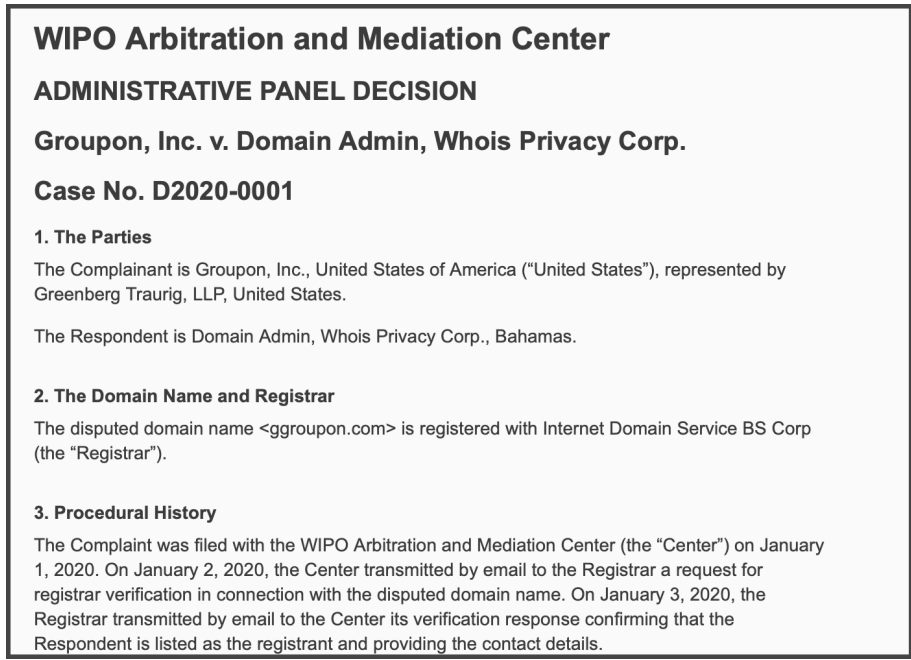 WIPO Arbitration and Mediation Center
ADMINISTRATIVE PANEL DECISION
Groupon, Inc. v. Domain Admin, Whois Privacy Corp.
Case No. D2020-0001
1. The Parties
The Complainant is Groupon, Inc., United States of America (“United States”), represented by
Greenberg Traurig, LLP, United States.
The Respondent is Domain Admin, Whois Privacy Corp., Bahamas.
2. The Domain Name and Registrar
The disputed domain name <ggroupon.com> is registered with Internet Domain Service BS Corp
(the “Registrar”).
3. Procedural History
The Complaint was filed with the WIPO Arbitration and Mediation Center (the “Center”) on January
1, 2020. On January 2, 2020, the Center transmitted by email to the Registrar a request for
registrar verification in connection with the disputed domain name. On January 3, 2020, the
Registrar transmitted by email to the Center its verification response confirming that the
Respondent is listed as the registrant and providing the contact details.